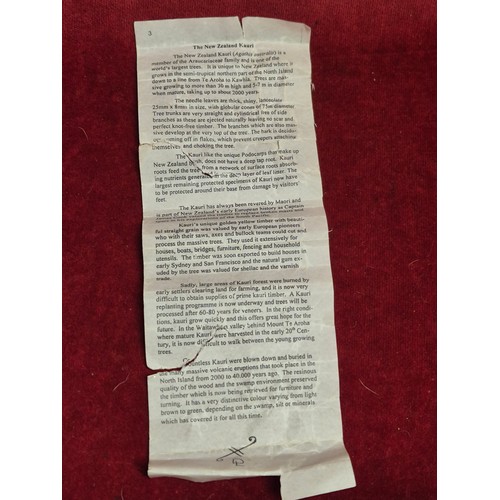 3
The New Zealand Kauri
The New Zealand Kauri (Agathis australis) is a
member of the Araucariaceae family and is one of the
world's largest trees. It is unique to New Zealand where it
grows in the semi-tropical northern part of the North Island
down to a line from Te Aroha to Kawhia. Trees are mas-
sive growing to more than 30 m high and 5-7 m in diameter
when mature, taking up to about 2000 years.
The needle leaves are thick, shiny, lanceolate
25mm x 8mm in size, with globular cones of 75mm diameter
Tree trunks are very straight and cylindrical free of side
branches as these are ejected naturally leaving no scar and
perfect knot-free timber. The branches which are also mas-
sive develop at the very top of the tree. The bark is deciduous
coming off in flakes, which prevent creepers attaching
themselves and choking the tree.
The Kauri like the unique Podocarps that make up
New Zealand bush, does not have a deep tap root. Kauri
roots feed the tree from a network of surface roots absorb-
ing nutrients generated in the deep layer of leaf litter. The
largest remaining protected specimens of Kauri now have to
be protected around their base from damage by visitors'
feet.
The Kauri has always been revered by Maori and
is part of New Zealand's early European history as Captain
Kauri's unique golden yellow timber with beauti-
ful straight grain was valued by early European pioneers
who with their saws, axes and bullock teams could cut and
process the massive trees. They used it extensively for
houses, boats, bridges, furniture, fencing and household
utensils. The timber was soon exported to build houses in
early Sydney and San Francisco and the natural gum ex-
uded by the tree was valued for shellac and the varnish
trade.
Sadly, large areas of Kauri forest were burned by
early settlers clearing land for farming, and it is now very
difficult to obtain supplies of prime kauri timber. A Kauri
replanting programme is now underway and trees will be
processed after 60-80 years for veneers. In the right condi-
tions, kauri grow quickly and this offers great hope for the
future. In the Waitawheta valley behind Mount Te Aroha
where mature Kauri were harvested in the early 20th Cen-
tury, it is now difficult to walk between the young growing
trees.
Countless Kauri were blown down and buried in
the many massive volcanic eruptions that took place in the
North Island from 2000 to 40,000 years ago. The resinous
quality of the wood and the swamp environment preserved
the timber which is now being retrieved for furniture and
turning. It has a very distinctive colour varying from light
brown to green, depending on the swamp, silt or minerals
which has covered it for all this time.